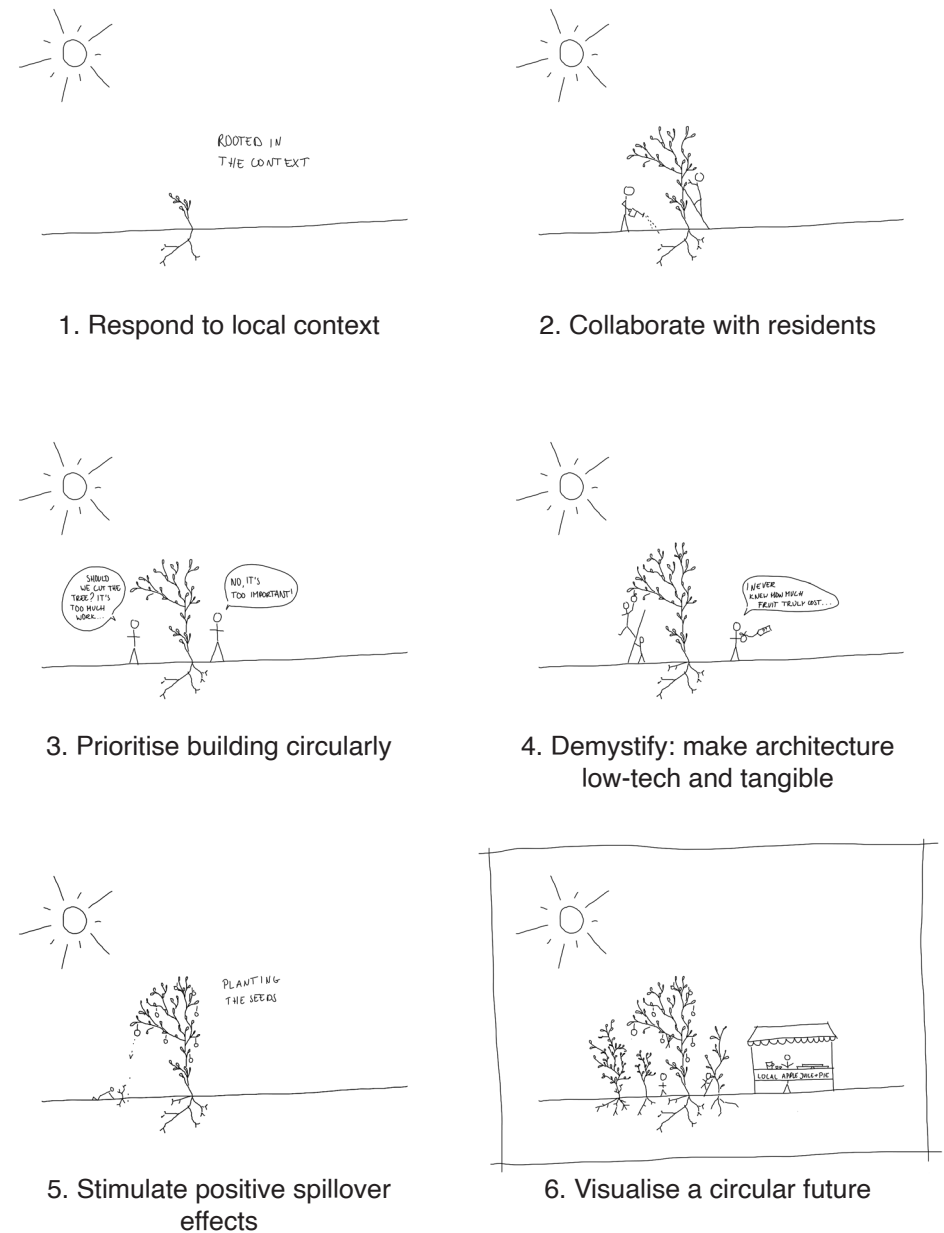 ROOTED IN
THE CONTEXT
1. Respond to local context
2. Collaborate with residents
SHOULD
WE CUT THE
TREE? IT'S
TOO MUCH
WORK...
NO, IT'S
TOO IMPORTANT!
3. Prioritise building circularly
I NEVER
KNEW HOW MUCH
FRUIT TRULY COST...
4. Demystify: make architecture
low-tech and tangible
PLANTING
THE SEEDS
5. Stimulate positive spillover
effects
LOCAL APPLE JUICE+PIE
6. Visualise a circular future